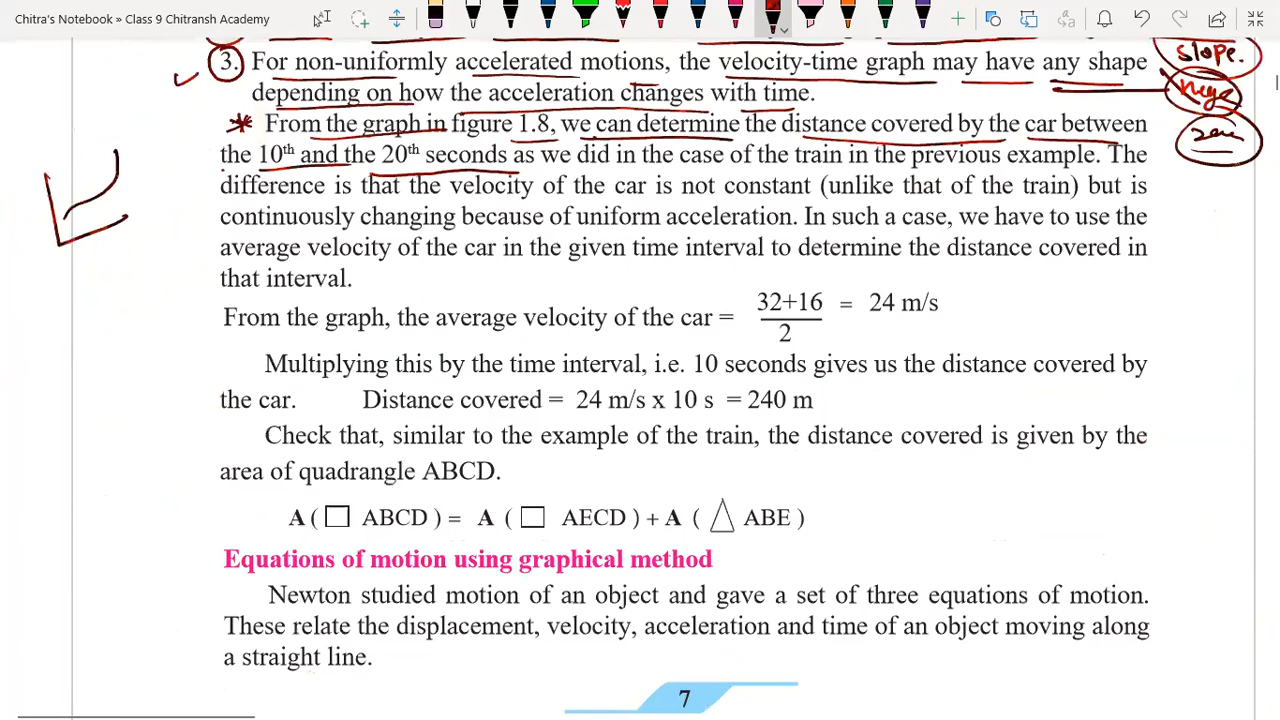 Chitra's Notebook » Class 9 Chitransh Academy
slope.
3. For non-uniformly accelerated motions, the velocity-time graph may have any shape
depending on how the acceleration changes with time.
nege
zero
* From the graph in figure 1.8, we can determine the distance covered by the car between
the 10th and the 20th seconds as we did in the case of the train in the previous example. The
difference is that the velocity of the car is not constant (unlike that of the train) but is
continuously changing because of uniform acceleration. In such a case, we have to use the
average velocity of the car in the given time interval to determine the distance covered in
that interval.
From the graph, the average velocity of the car = 32+16 / 2 = 24 m/s
Multiplying this by the time interval, i.e. 10 seconds gives us the distance covered by
the car. Distance covered = 24 m/s x 10 s = 240 m
Check that, similar to the example of the train, the distance covered is given by the
area of quadrangle ABCD.
A ( □ ABCD ) = A ( □ AECD ) + A ( △ ABE )
Equations of motion using graphical method
Newton studied motion of an object and gave a set of three equations of motion.
These relate the displacement, velocity, acceleration and time of an object moving along
a straight line.
7